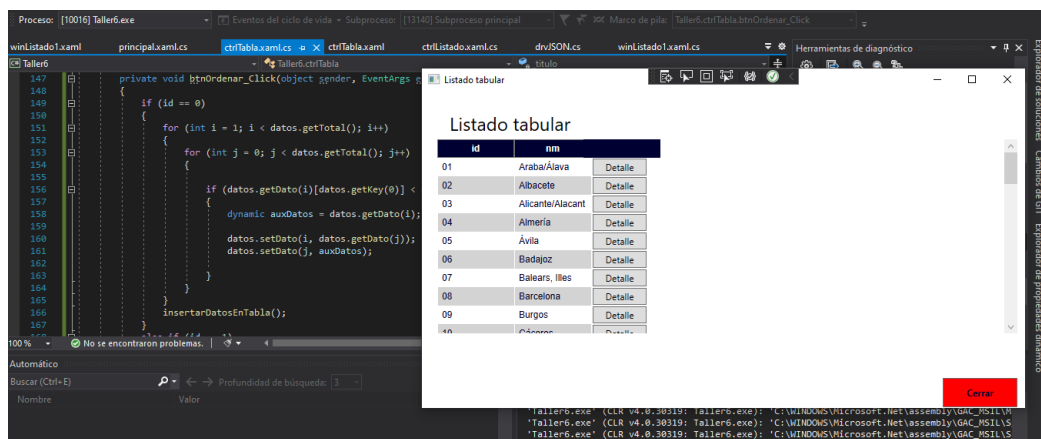 Proceso: [10016] Taller6.exe Eventos del ciclo de vida Subproceso: [13140] Subproceso principal Marco de pila: Taller6.ctrlTabla.btnOrdenar_Click
winListado1.xaml principal.xaml.cs ctrlTabla.xaml.cs ctrlTabla.xaml ctrlListado.xaml.cs drvJSON.cs winListado1.xaml.cs Herramientas de diagnóstico
Taller6 Taller6.ctrlTabla titulo
147 private void btnOrdenar_Click(object sender, EventArgs
148 {
149 if (id == 0)
150 {
151 for (int i = 1; i < datos.getTotal(); i++)
152 {
153 for (int j = 0; j < datos.getTotal(); j++)
154 {
155
156 if (datos.getDato(i)[datos.getKey(0)] <
157 {
158 dynamic auxDatos = datos.getDato(i);
159
160 datos.setDato(i, datos.getDato(j));
161 datos.setDato(j, auxDatos);
162
163 }
164 }
165 }
166 insertarDatosEnTabla();
167 }
100 % No se encontraron problemas.
Automático
Buscar (Ctrl+E) Profundidad de búsqueda: 3
Nombre Valor
Listado tabular
Listado tabular
id nm
01 Araba/Álava Detalle
02 Albacete Detalle
03 Alicante/Alacant Detalle
04 Almería Detalle
05 Ávila Detalle
06 Badajoz Detalle
07 Balears, Illes Detalle
08 Barcelona Detalle
09 Burgos Detalle
10 Cáceres Detalle
Cerrar
'Taller6.exe' (CLR v4.0.30319: Taller6.exe): 'C:\WINDOWS\Microsoft.Net\assembly\GAC_MSIL\M
'Taller6.exe' (CLR v4.0.30319: Taller6.exe): 'C:\WINDOWS\Microsoft.Net\assembly\GAC_MSIL\S
'Taller6.exe' (CLR v4.0.30319: Taller6.exe): 'C:\WINDOWS\Microsoft.Net\assembly\GAC_MSIL\S
Explorador de soluciones
Cambios de GIT
Explorador de propiedades dinámico